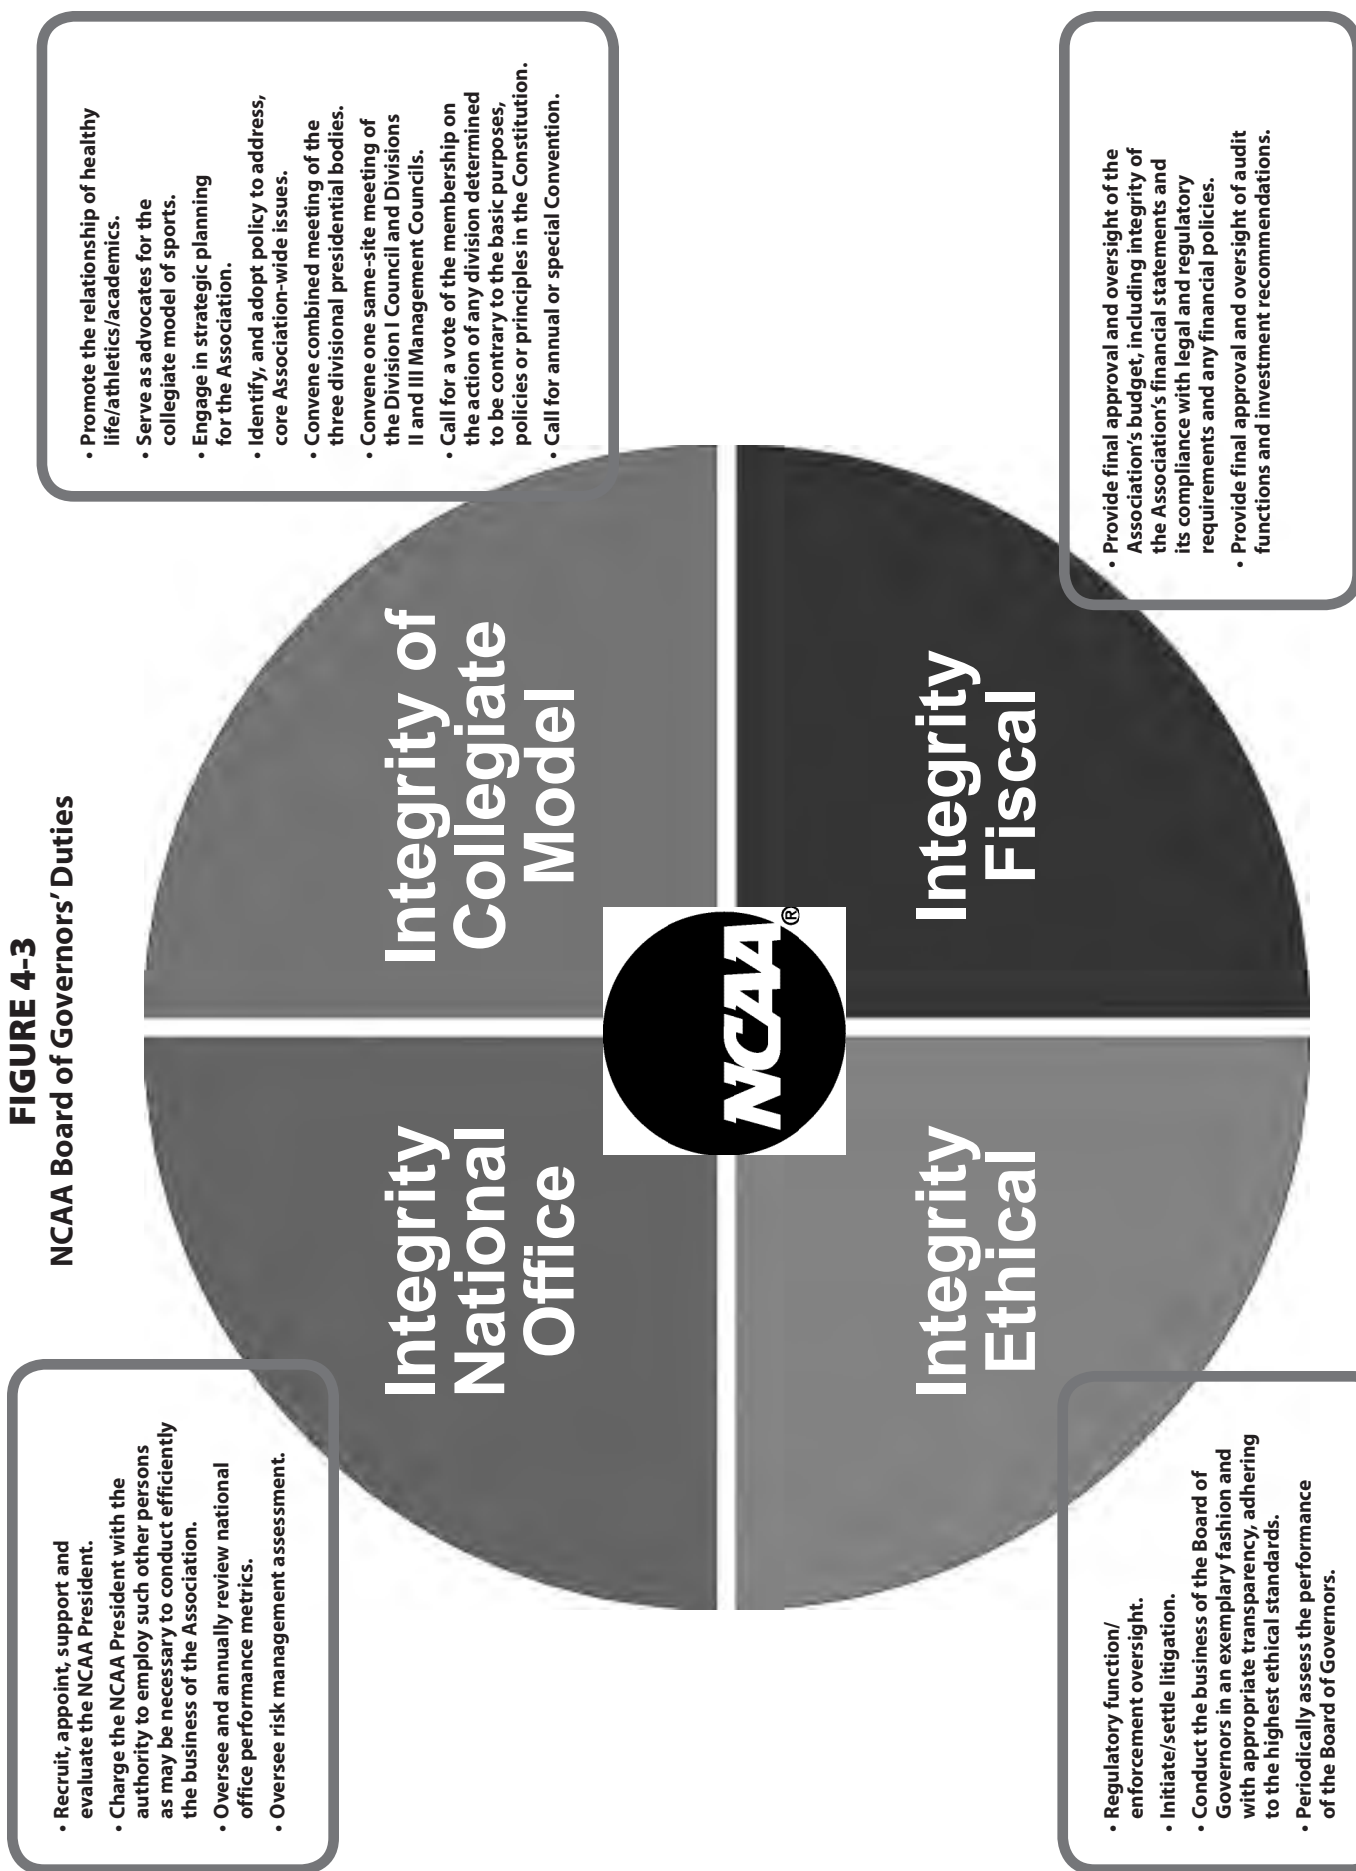 FIGURE 4-3
NCAA Board of Governors' Duties
• Recruit, appoint, support and
evaluate the NCAA President.
• Charge the NCAA President with the
authority to employ such other persons
as may be necessary to conduct efficiently
the business of the Association.
• Oversee and annually review national
office performance metrics.
• Oversee risk management assessment.
• Promote the relationship of healthy
life/athletics/academics.
• Serve as advocates for the
collegiate model of sports.
• Engage in strategic planning
for the Association.
• Identify, and adopt policy to address,
core Association-wide issues.
• Convene combined meeting of the
three divisional presidential bodies.
• Convene one same-site meeting of
the Division I Council and Divisions
II and III Management Councils.
• Call for a vote of the membership on
the action of any division determined
to be contrary to the basic purposes,
policies or principles in the Constitution.
• Call for annual or special Convention.
Integrity
National
Office
Integrity of
Collegiate
Model
NCAA®
Integrity
Ethical
Integrity
Fiscal
• Regulatory function/
enforcement oversight.
• Initiate/settle litigation.
• Conduct the business of the Board of
Governors in an exemplary fashion and
with appropriate transparency, adhering
to the highest ethical standards.
• Periodically assess the performance
of the Board of Governors.
• Provide final approval and oversight of the
Association's budget, including integrity of
the Association's financial statements and
its compliance with legal and regulatory
requirements and any financial policies.
• Provide final approval and oversight of audit
functions and investment recommendations.